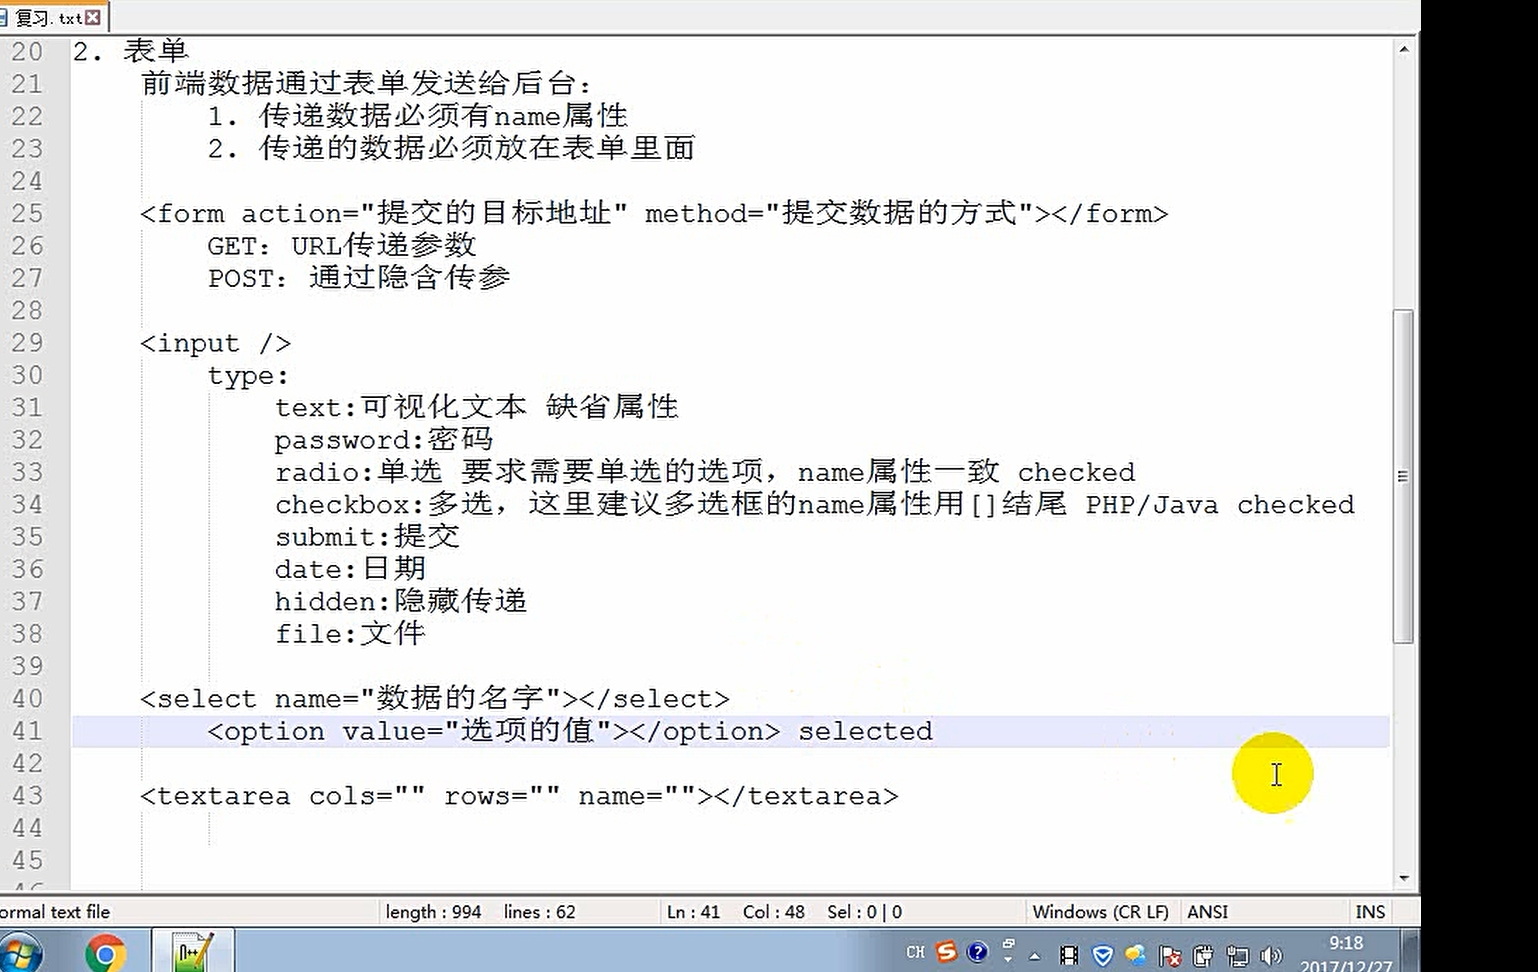 复习.txt
20 2. 表单
21 前端数据通过表单发送给后台：
22 1. 传递数据必须有name属性
23 2. 传递的数据必须放在表单里面
24
25 <form action="提交的目标地址" method="提交数据的方式"></form>
26 GET: URL传递参数
27 POST: 通过隐含传参
28
29 <input />
30 type:
31 text:可视化文本 缺省属性
32 password:密码
33 radio:单选 要求需要单选的选项，name属性一致 checked
34 checkbox:多选，这里建议多选框的name属性用[]结尾 PHP/Java checked
35 submit:提交
36 date:日期
37 hidden:隐藏传递
38 file:文件
39
40 <select name="数据的名字"></select>
41 <option value="选项的值"></option> selected
42
43 <textarea cols="" rows="" name=""></textarea>
44
45
ormal text file length : 994 lines : 62 Ln : 41 Col : 48 Sel : 0 | 0 Windows (CR LF) ANSI INS
CH 9:18
2017/12/27